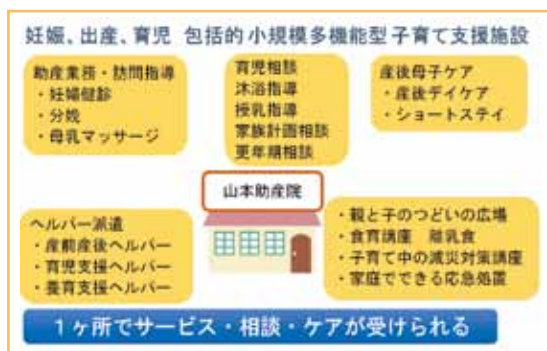 妊娠、出産、育児 包括的小規模多機能型子育て支援施設
助産業務・訪問指導
・妊婦健診
・分娩
・母乳マッサージ
育児相談
沐浴指導
授乳指導
家族計画相談
更年期相談
産後母子ケア
・産後デイケア
・ショートステイ
山本助産院
ヘルパー派遣
・産前産後ヘルパー
・育児支援ヘルパー
・養育支援ヘルパー
・親と子のつどいの広場
・食育講座 離乳食
・子育て中の減災対策講座
・家庭でできる応急処置
1ヶ所でサービス・相談・ケアが受けられる